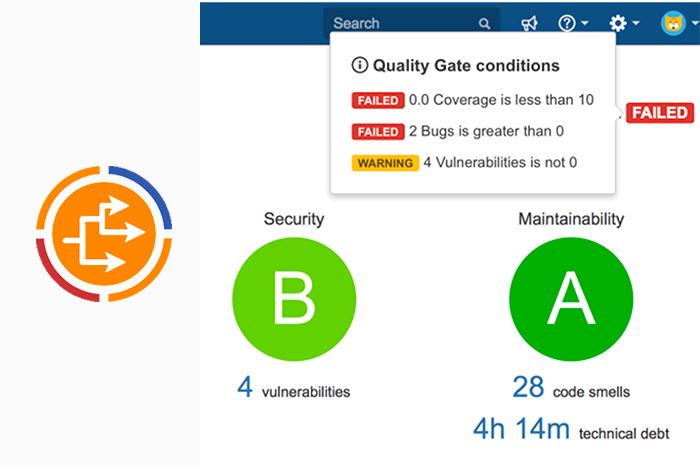 Search
Quality Gate conditions
FAILED 0.0 Coverage is less than 10
FAILED
FAILED 2 Bugs is greater than 0
WARNING 4 Vulnerabilities is not 0
Security
Maintainability
B
A
4 vulnerabilities
28 code smells
4h 14m technical debt